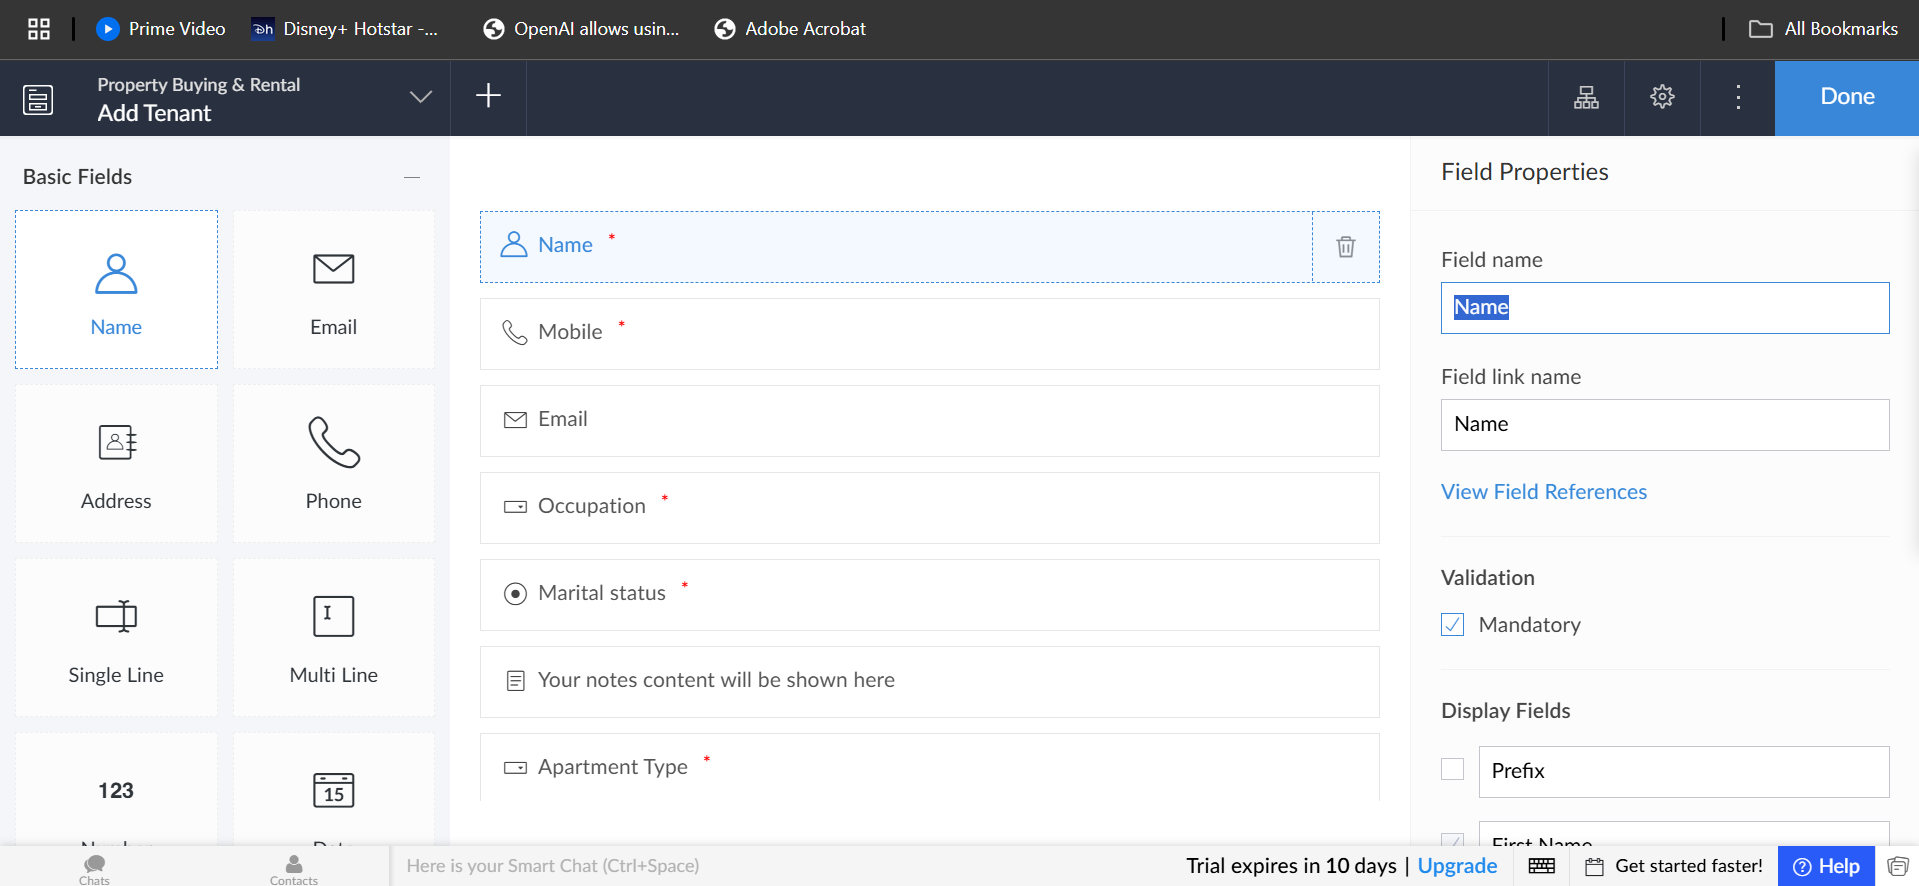 Prime Video
Disney+ Hotstar -...
OpenAI allows usin...
Adobe Acrobat
All Bookmarks
Property Buying & Rental
Add Tenant
Done
Basic Fields
Name
Email
Address
Phone
Single Line
Multi Line
123
15
Name *
Mobile *
Email
Occupation *
Marital status *
Your notes content will be shown here
Apartment Type *
Field Properties
Field name
Name
Field link name
Name
View Field References
Validation
Mandatory
Display Fields
Prefix
First Name
Chats
Contacts
Here is your Smart Chat (Ctrl+Space)
Trial expires in 10 days | Upgrade
Get started faster!
Help